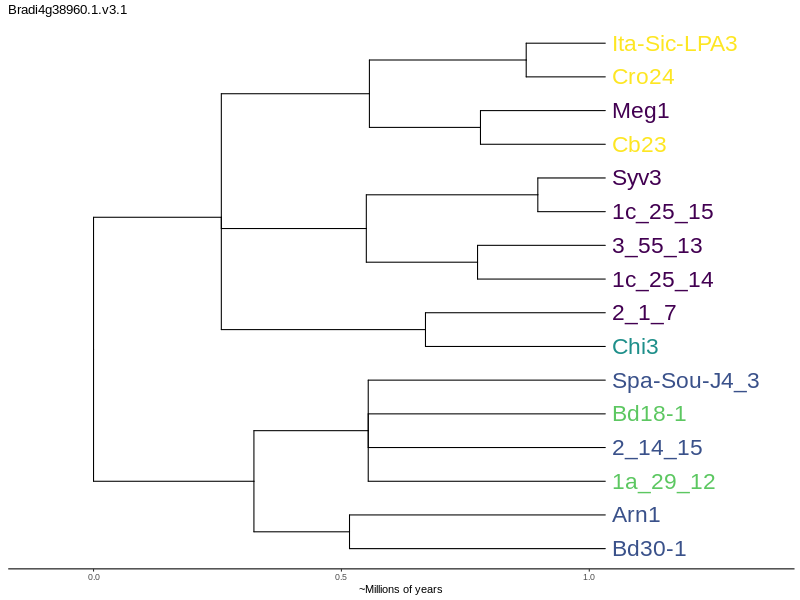 Bradi4g38960.1.v3.1
Ita-Sic-LPA3
Cro24
Meg1
Cb23
Syv3
1c_25_15
3_55_13
1c_25_14
2_1_7
Chi3
Spa-Sou-J4_3
Bd18-1
2_14_15
1a_29_12
Arn1
Bd30-1
0.0 0.5 1.0
~Millions of years